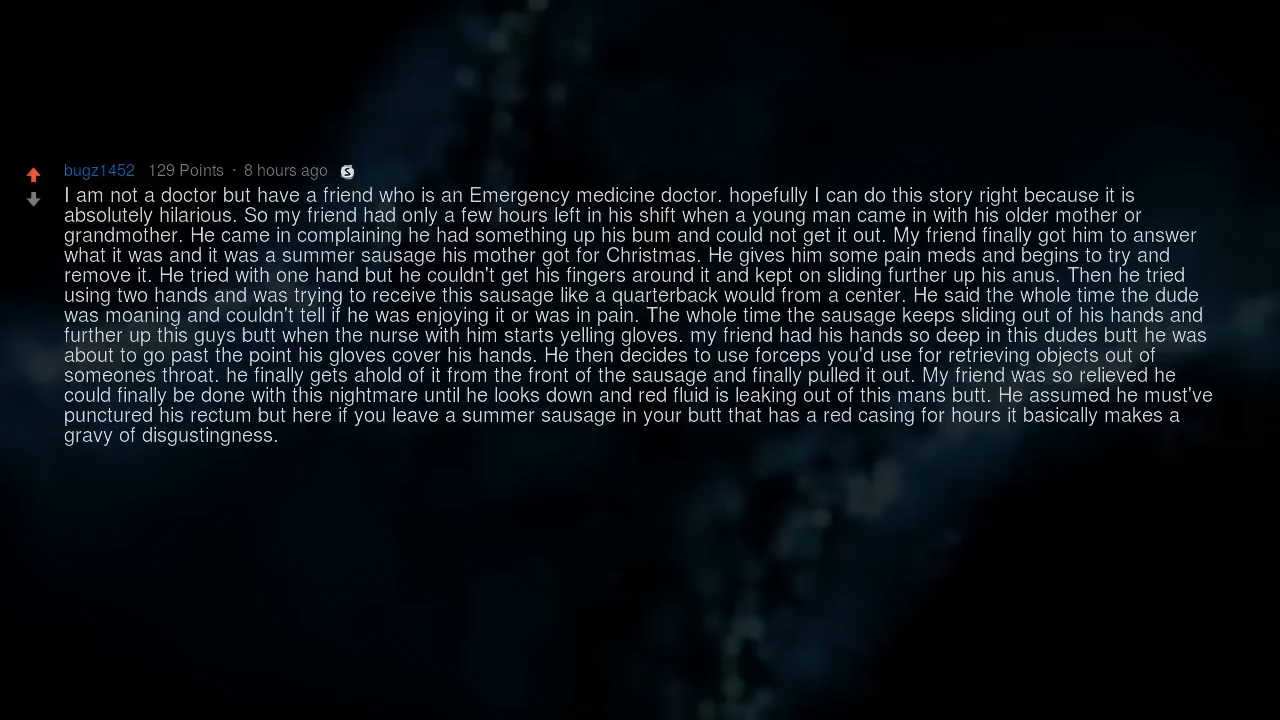 bugz1452 129 Points · 8 hours ago
I am not a doctor but have a friend who is an Emergency medicine doctor. hopefully I can do this story right because it is
absolutely hilarious. So my friend had only a few hours left in his shift when a young man came in with his older mother or
grandmother. He came in complaining he had something up his bum and could not get it out. My friend finally got him to answer
what it was and it was a summer sausage his mother got for Christmas. He gives him some pain meds and begins to try and
remove it. He tried with one hand but he couldn't get his fingers around it and kept on sliding further up his anus. Then he tried
using two hands and was trying to receive this sausage like a quarterback would from a center. He said the whole time the dude
was moaning and couldn't tell if he was enjoying it or was in pain. The whole time the sausage keeps sliding out of his hands and
further up this guys butt when the nurse with him starts yelling gloves. my friend had his hands so deep in this dudes butt he was
about to go past the point his gloves cover his hands. He then decides to use forceps you'd use for retrieving objects out of
someones throat. he finally gets ahold of it from the front of the sausage and finally pulled it out. My friend was so relieved he
could finally be done with this nightmare until he looks down and red fluid is leaking out of this mans butt. He assumed he must've
punctured his rectum but here if you leave a summer sausage in your butt that has a red casing for hours it basically makes a
gravy of disgustingness.